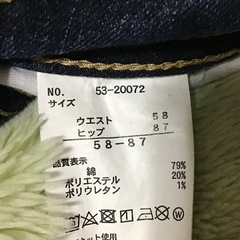 NO. 53-20072
サイズ
ウエスト 58
ヒップ 87
58-87
品質表示
綿 79%
ポリエステル 20%
ポリウレタン 1%